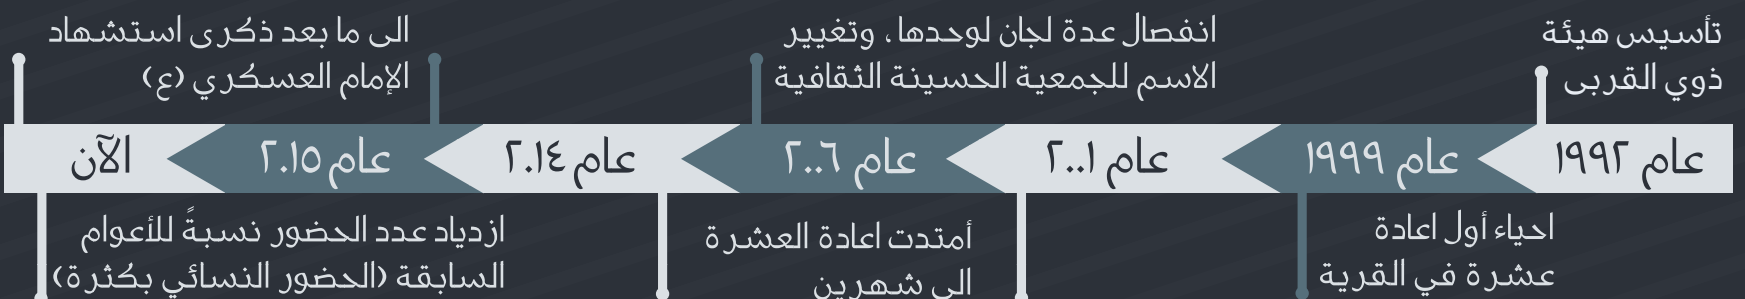 تأسيس هيئة
ذوي القربى
عام ١٩٩٢
عام ١٩٩٩
احياء أول اعادة
عشرة في القرية
عام ٢٠٠١
انفصال عدة لجان لوحدها، وتغيير
الاسم للجمعية الحسينة الثقافية
عام ٢٠٠٦
أمتدت اعادة العشرة
الى شهرين
عام ٢٠١٤
الى ما بعد ذكرى استشهاد
الإمام العسكري (ع)
عام ٢٠١٥
ازدياد عدد الحضور نسبةً للأعوام
السابقة (الحضور النسائي بكثرة)
الآن